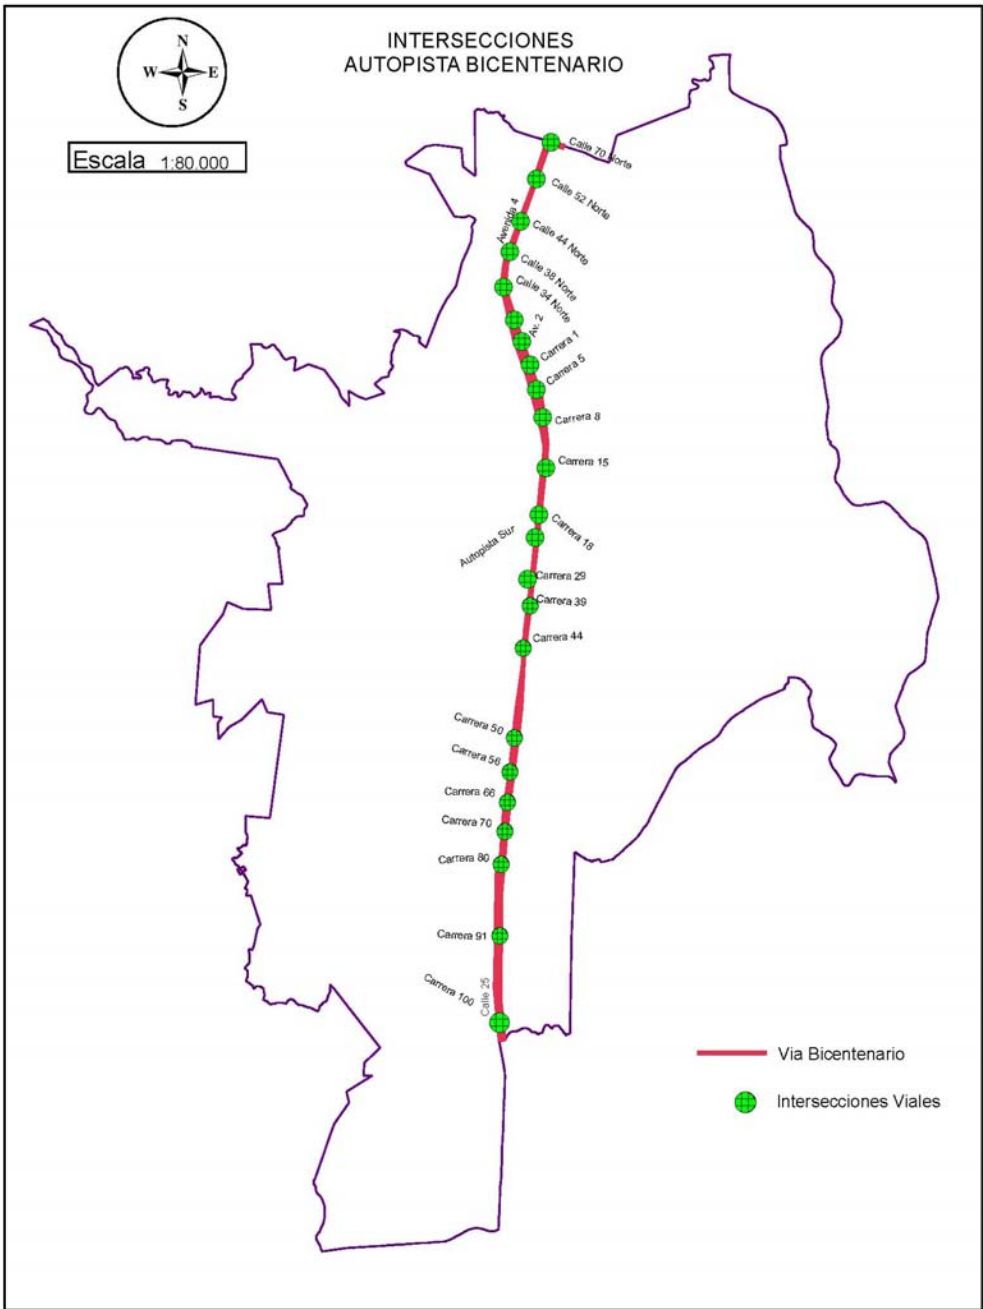 INTERSECCIONES
AUTOPISTA BICENTENARIO
N
W E
S
Escala 1:80.000
Calle 70 Norte
Calle 52 Norte
Avenida 4
Calle 44 Norte
Calle 38 Norte
Calle 34 Norte
Av. 2
Carrera 1
Carrera 5
Carrera 8
Carrera 15
Carrera 18
Autopista Sur
Carrera 29
Carrera 39
Carrera 44
Carrera 50
Carrera 56
Carrera 66
Carrera 70
Carrera 80
Carrera 91
Carrera 100
Calle 25
Via Bicentenario
Intersecciones Viales